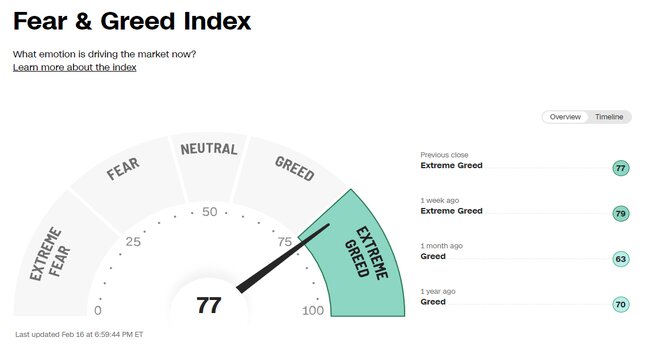 Fear & Greed Index
What emotion is driving the market now?
Learn more about the index
Overview
Timeline
EXTREME
FEAR
FEAR
NEUTRAL
GREED
EXTREME
GREED
0
25
50
75
100
77
Last updated Feb 16 at 6:59:44 PM ET
Previous close
Extreme Greed 77
1 week ago
Extreme Greed 79
1 month ago
Greed 63
1 year ago
Greed 70